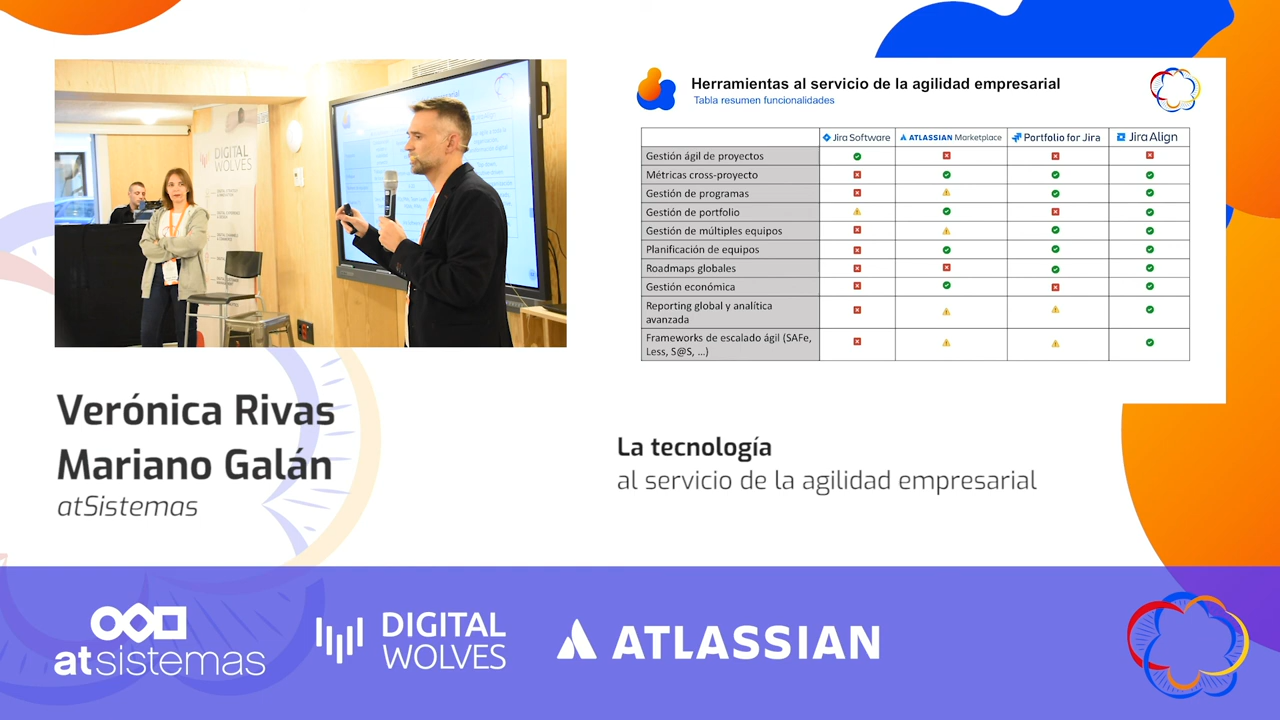 DIGITAL
WOLVES
Herramientas al servicio de la agilidad empresarial
Tabla resumen funcionalidades
Jira Software
ATLASSIAN Marketplace
Portfolio for Jira
Jira Align
Gestión ágil de proyectos
Métricas cross-proyecto
Gestión de programas
Gestión de portfolio
Gestión de múltiples equipos
Planificación de equipos
Roadmaps globales
Gestión económica
Reporting global y analítica
avanzada
Frameworks de escalado ágil (SAFe,
Less, S@S, ...)
Verónica Rivas
Mariano Galán
atSistemas
La tecnología
al servicio de la agilidad empresarial
atsistemas
DIGITAL
WOLVES
ATLASSIAN